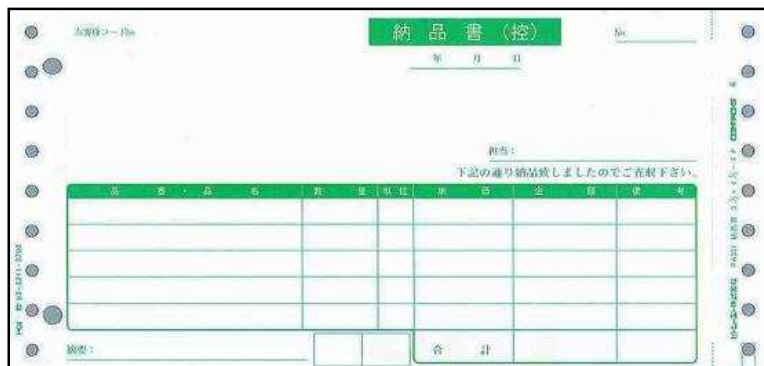 お客様コードNo.
納品書（控）
No.
年 月 日
担当：
下記の通り納品致しましたのでご査収下さい。
品番・品名 数量 単位 単価 金額 備考
摘要：
合計